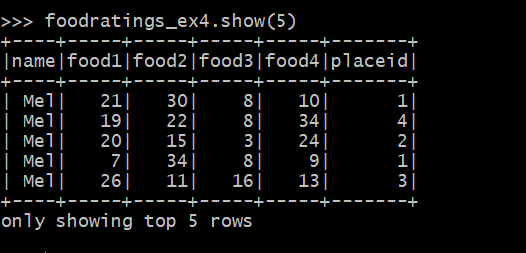 >>> foodratings_ex4.show(5)
+----+-----+-----+-----+-----+-------+
|name|food1|food2|food3|food4|placeid|
+----+-----+-----+-----+-----+-------+
| Mel|   21|   30|    8|   10|      1|
| Mel|   19|   22|    8|   34|      4|
| Mel|   20|   15|    3|   24|      2|
| Mel|    7|   34|    8|    9|      1|
| Mel|   26|   11|   16|   13|      3|
+----+-----+-----+-----+-----+-------+
only showing top 5 rows